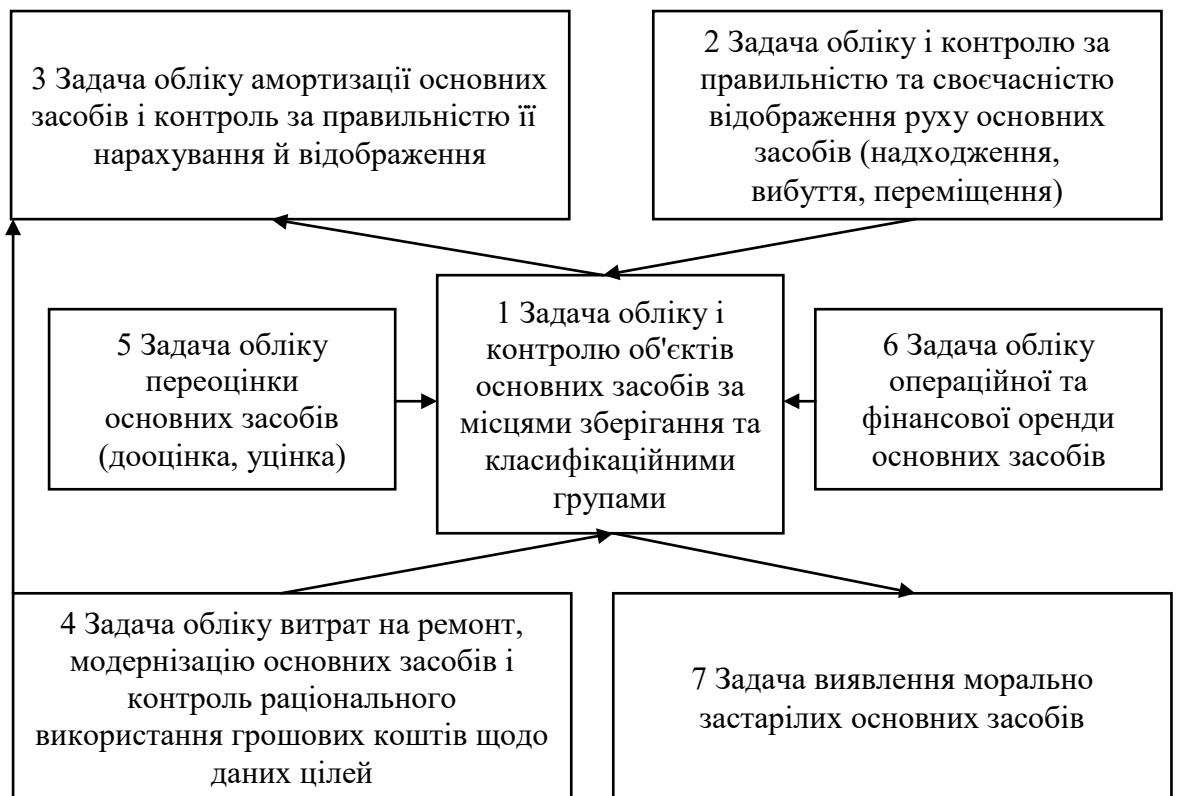 3 Задача обліку амортизації основних
засобів і контроль за правильністю її
нарахування й відображення
2 Задача обліку і контролю за
правильністю та своєчасністю
відображення руху основних
засобів (надходження,
вибуття, переміщення)
5 Задача обліку
переоцінки
основних засобів
(дооцінка, уцінка)
1 Задача обліку і
контролю об'єктів
основних засобів за
місцями зберігання та
класифікаційними
групами
6 Задача обліку
операційної та
фінансової оренди
основних засобів
4 Задача обліку витрат на ремонт,
модернізацію основних засобів і
контроль раціонального
використання грошових коштів щодо
даних цілей
7 Задача виявлення морально
застарілих основних засобів